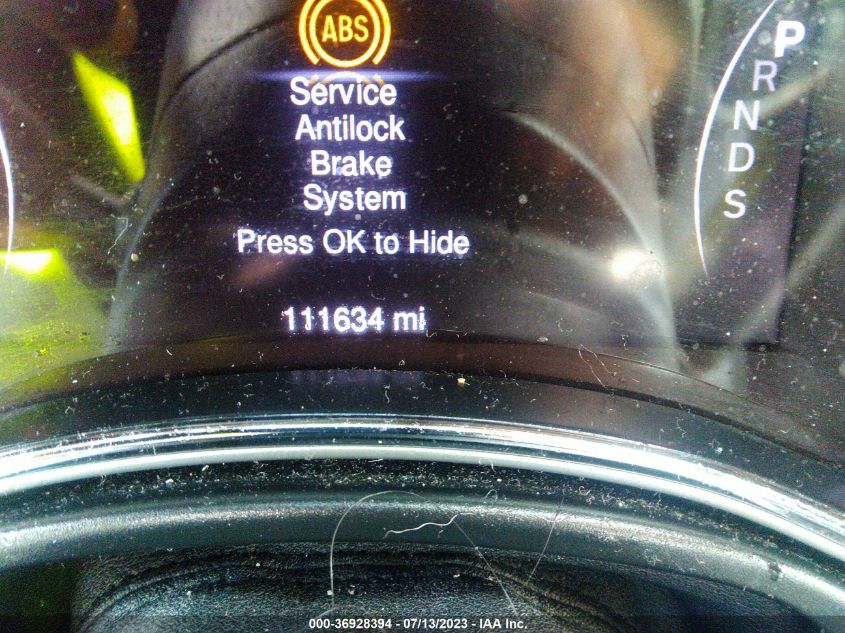 ABS
Service
Antilock
Brake
System
Press OK to Hide
111634 mi
P
R
N
D
S
000-36928394 - 07/13/2023 - IAA Inc.